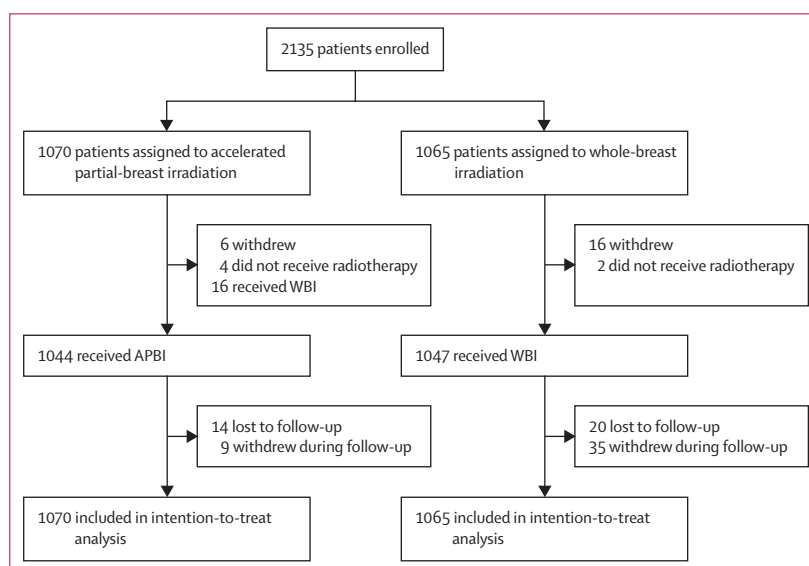 2135 patients enrolled
1070 patients assigned to accelerated
partial-breast irradiation
1065 patients assigned to whole-breast
irradiation
6 withdrew
4 did not receive radiotherapy
16 received WBI
16 withdrew
2 did not receive radiotherapy
1044 received APBI
1047 received WBI
14 lost to follow-up
9 withdrew during follow-up
20 lost to follow-up
35 withdrew during follow-up
1070 included in intention-to-treat
analysis
1065 included in intention-to-treat
analysis